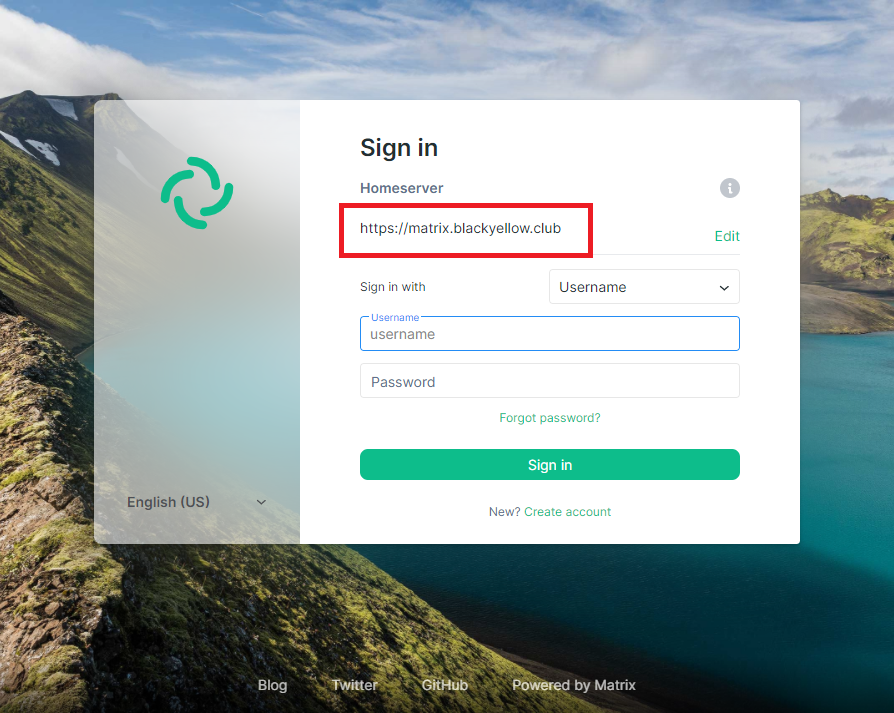 Sign in
Homeserver
https://matrix.blackyellow.club
Edit
Sign in with
Username
Username
username
Password
Forgot password?
Sign in
New? Create account
English (US)
Blog Twitter GitHub Powered by Matrix